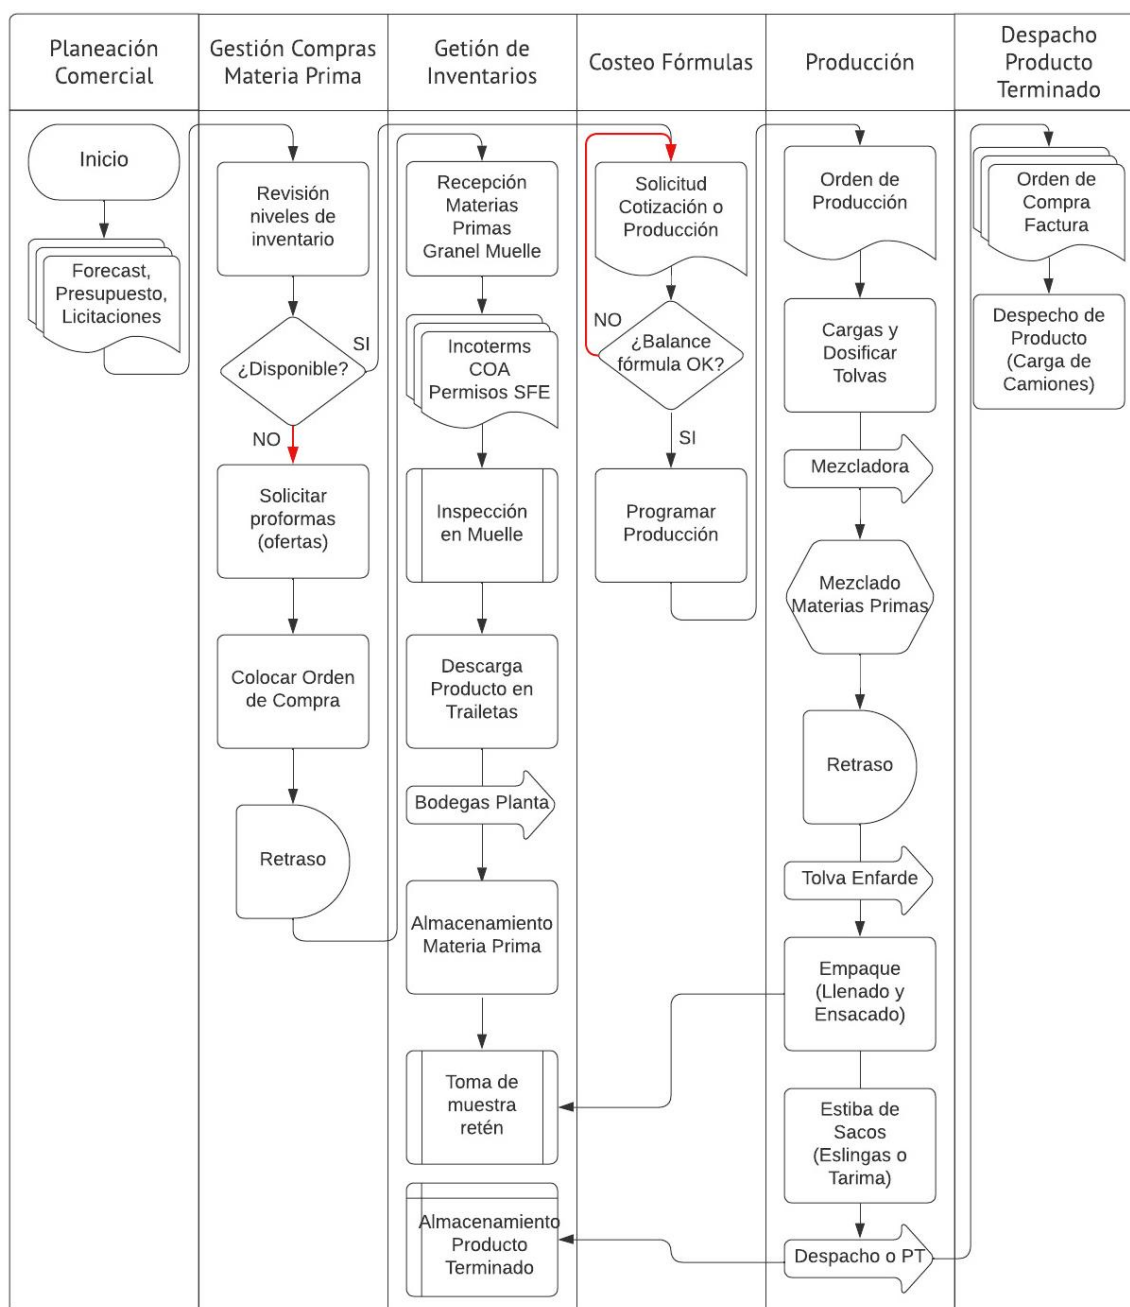 Planeación
Comercial
Gestión Compras
Materia Prima
Getión de
Inventarios
Costeo Fórmulas
Producción
Despacho
Producto
Terminado
Inicio
Forecast,
Presupuesto,
Licitaciones
Revisión
niveles de
inventario
¿Disponible?
SI
NO
Solicitar
proformas
(ofertas)
Colocar Orden
de Compra
Retraso
Recepción
Materias
Primas
Granel Muelle
Incoterms
COA
Permisos SFE
Inspección
en Muelle
Descarga
Producto en
Trailetas
Bodegas Planta
Almacenamiento
Materia Prima
Toma de
muestra
retén
Almacenamiento
Producto
Terminado
Solicitud
Cotización o
Producción
NO
¿Balance
fórmula OK?
SI
Programar
Producción
Orden de
Producción
Cargas y
Dosificar
Tolvas
Mezcladora
Mezclado
Materias Primas
Retraso
Tolva Enfarde
Empaque
(Llenado y
Ensacado)
Estiba de
Sacos
(Eslingas o
Tarima)
Despacho o PT
Orden de
Compra
Factura
Despecho de
Producto
(Carga de
Camiones)